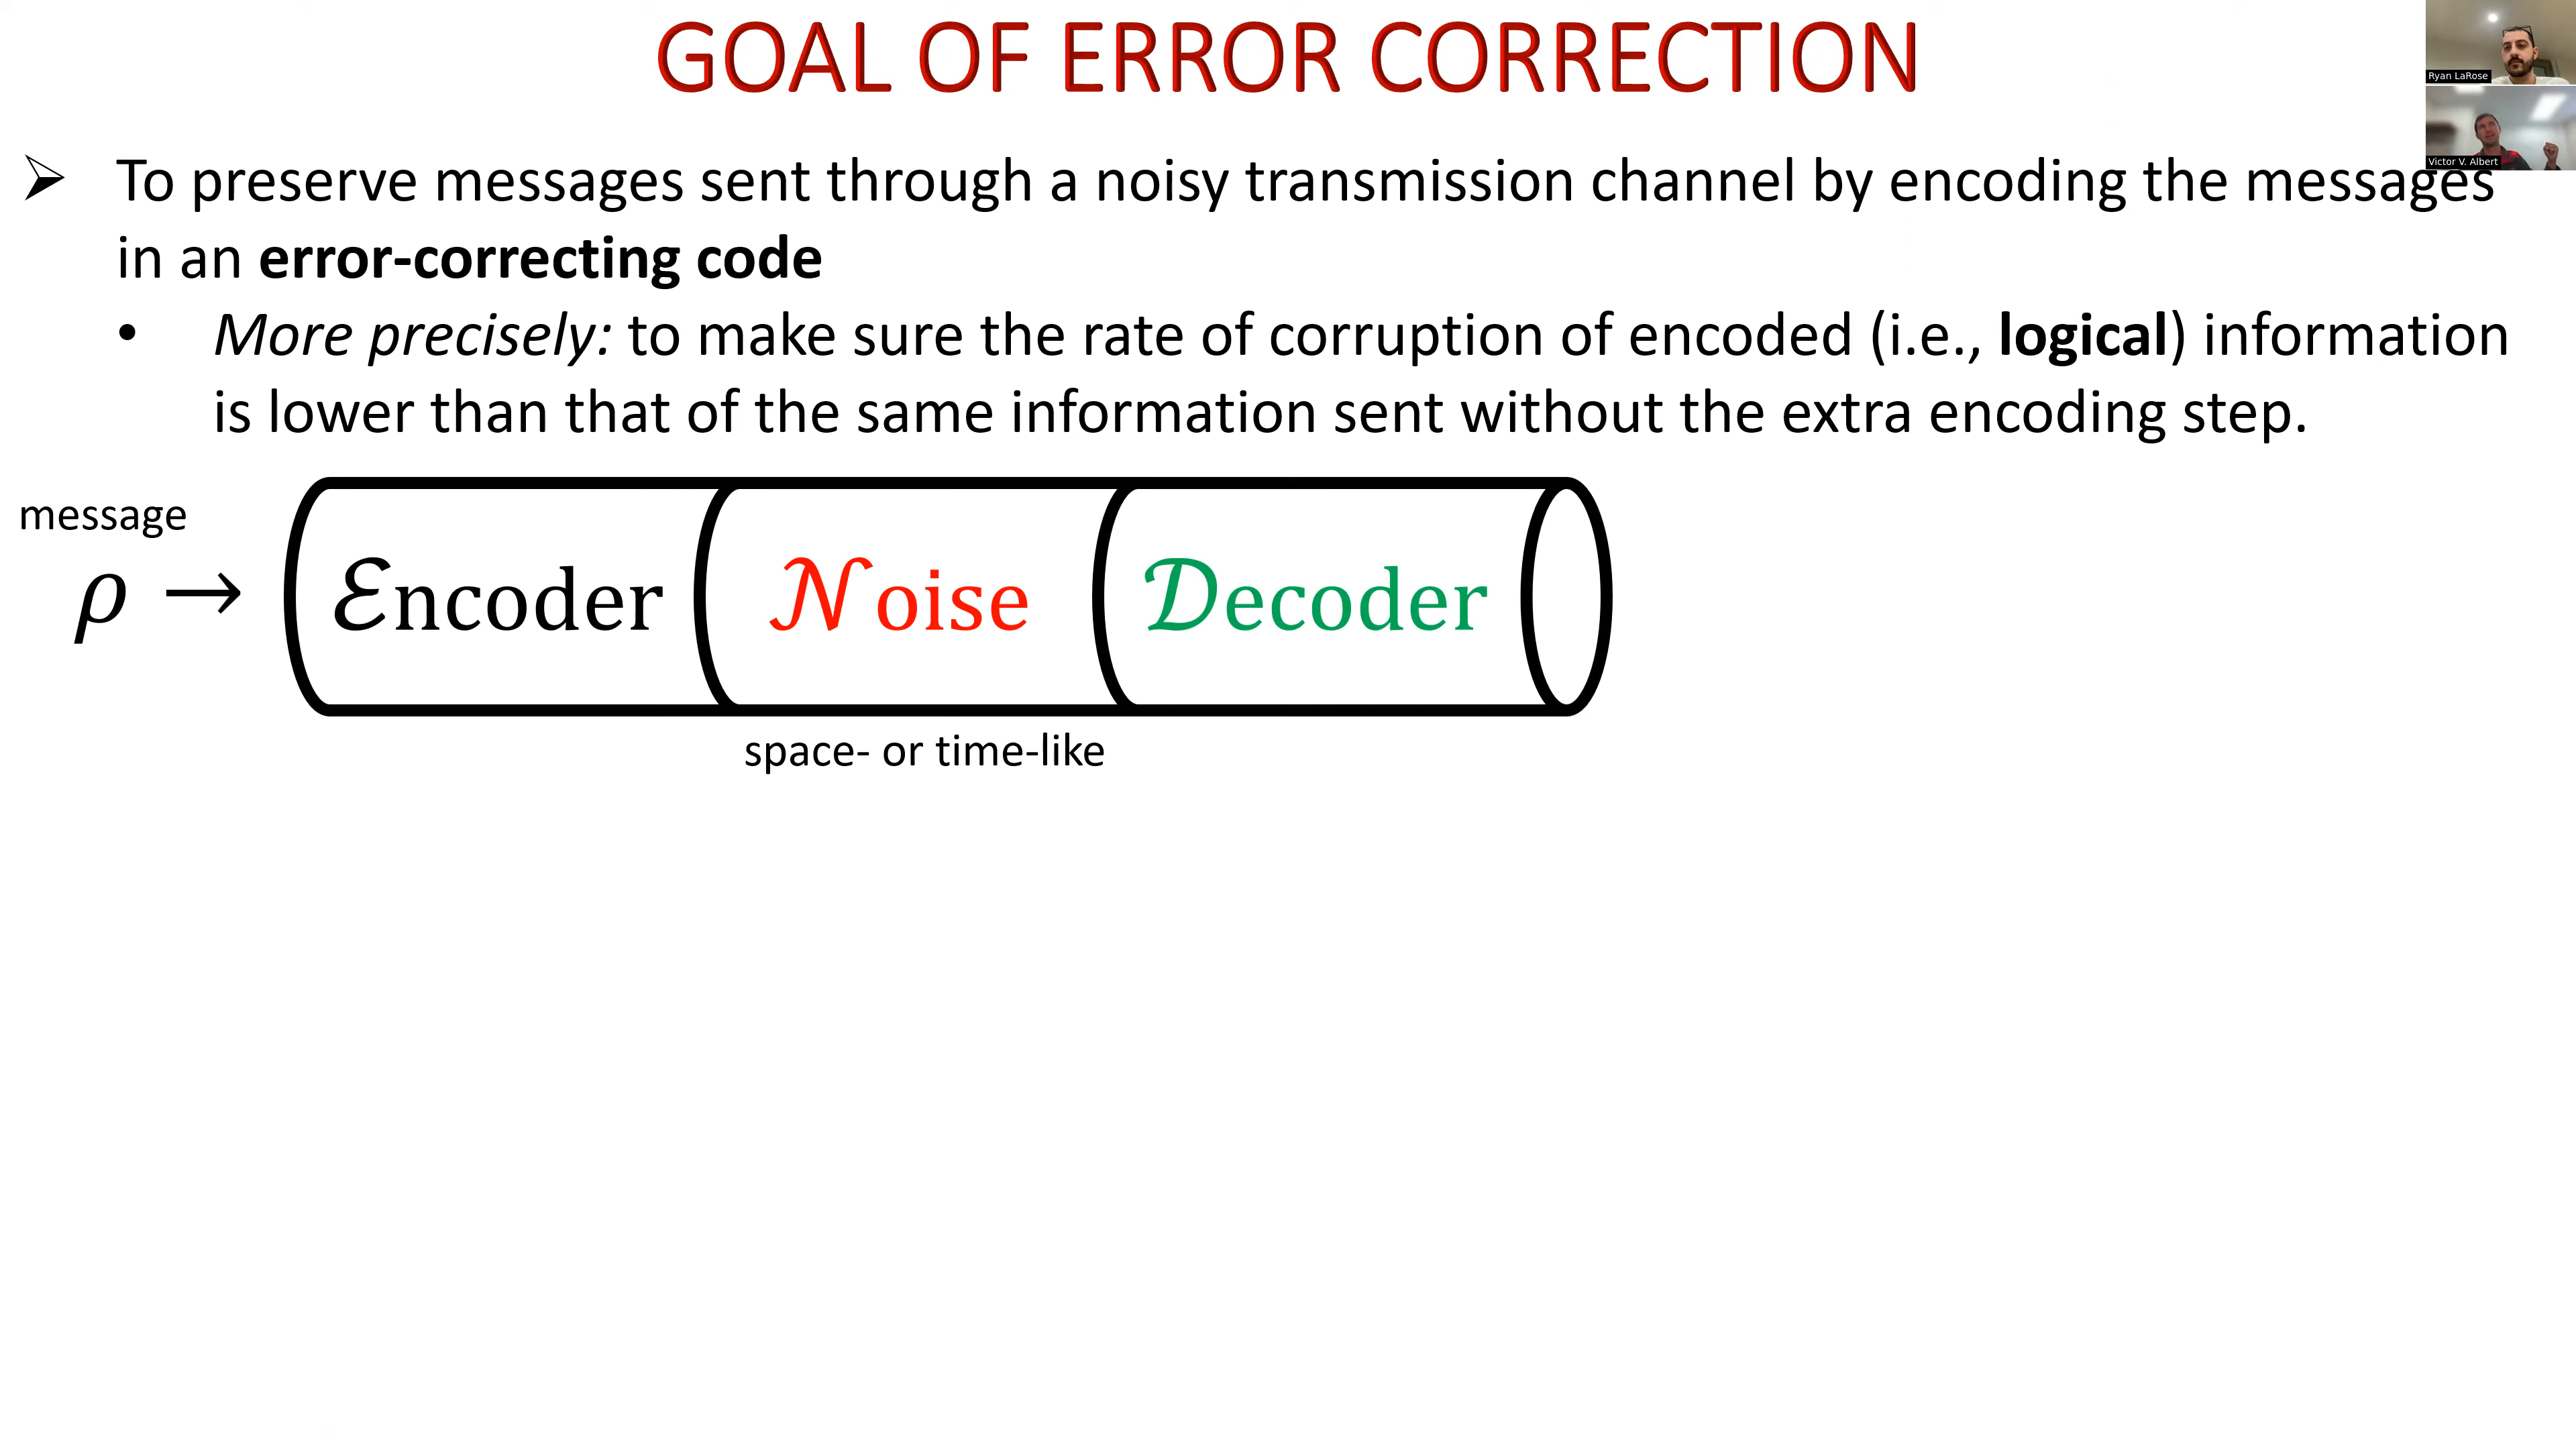 GOAL OF ERROR CORRECTION
Ryan LaRose
Victor V. Albert
➢ To preserve messages sent through a noisy transmission channel by encoding the messages
in an error-correcting code
• More precisely: to make sure the rate of corruption of encoded (i.e., logical) information
is lower than that of the same information sent without the extra encoding step.
message
ρ → ℰncoder 𝒩oise 𝒟ecoder
space- or time-like